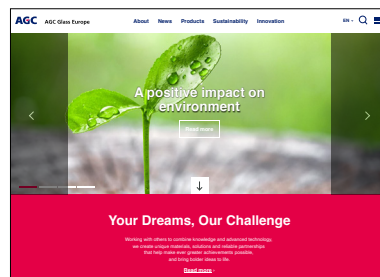 AGC AGC Glass Europe About News Products Sustainability Innovation EN
A positive impact on
environment
Read more
Your Dreams, Our Challenge
Working with others to combine knowledge and advanced technology,
we create unique materials, solutions and reliable partnerships
that help make ever greater achievements possible,
and bring bolder ideas to life.
Read more ›